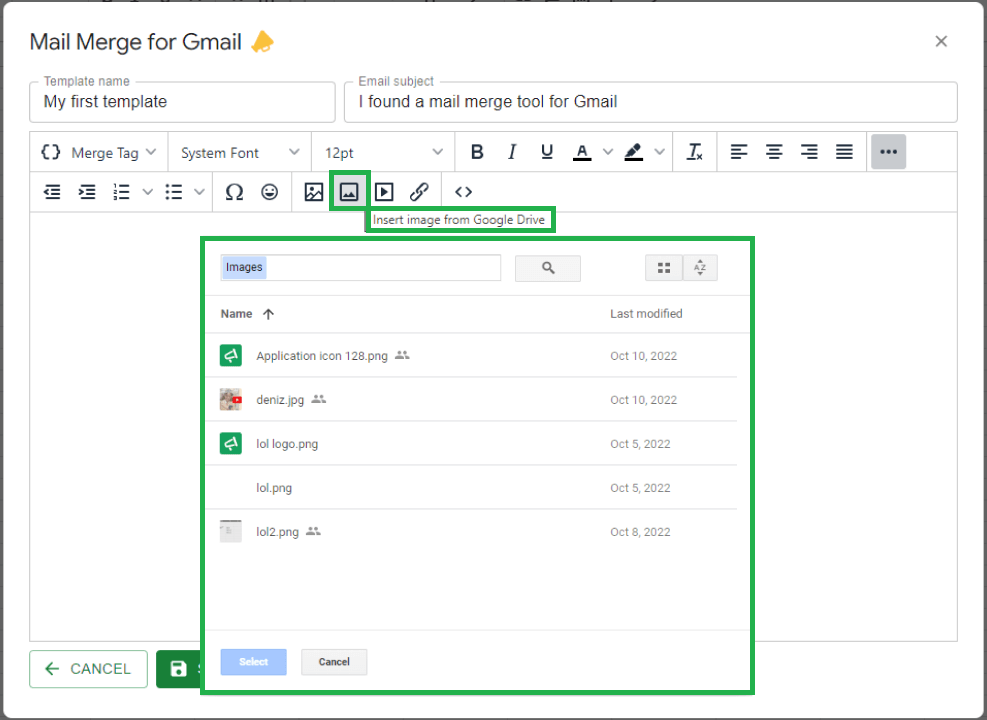 Mail Merge for Gmail
Template name
My first template
Email subject
I found a mail merge tool for Gmail
Merge Tag
System Font
12pt
B I U A
Insert image from Google Drive
Images
AZ
Name
Last modified
Application icon 128.png
Oct 10, 2022
deniz.jpg
Oct 10, 2022
lol logo.png
Oct 5, 2022
lol.png
Oct 5, 2022
lol2.png
Oct 8, 2022
Select
Cancel
CANCEL